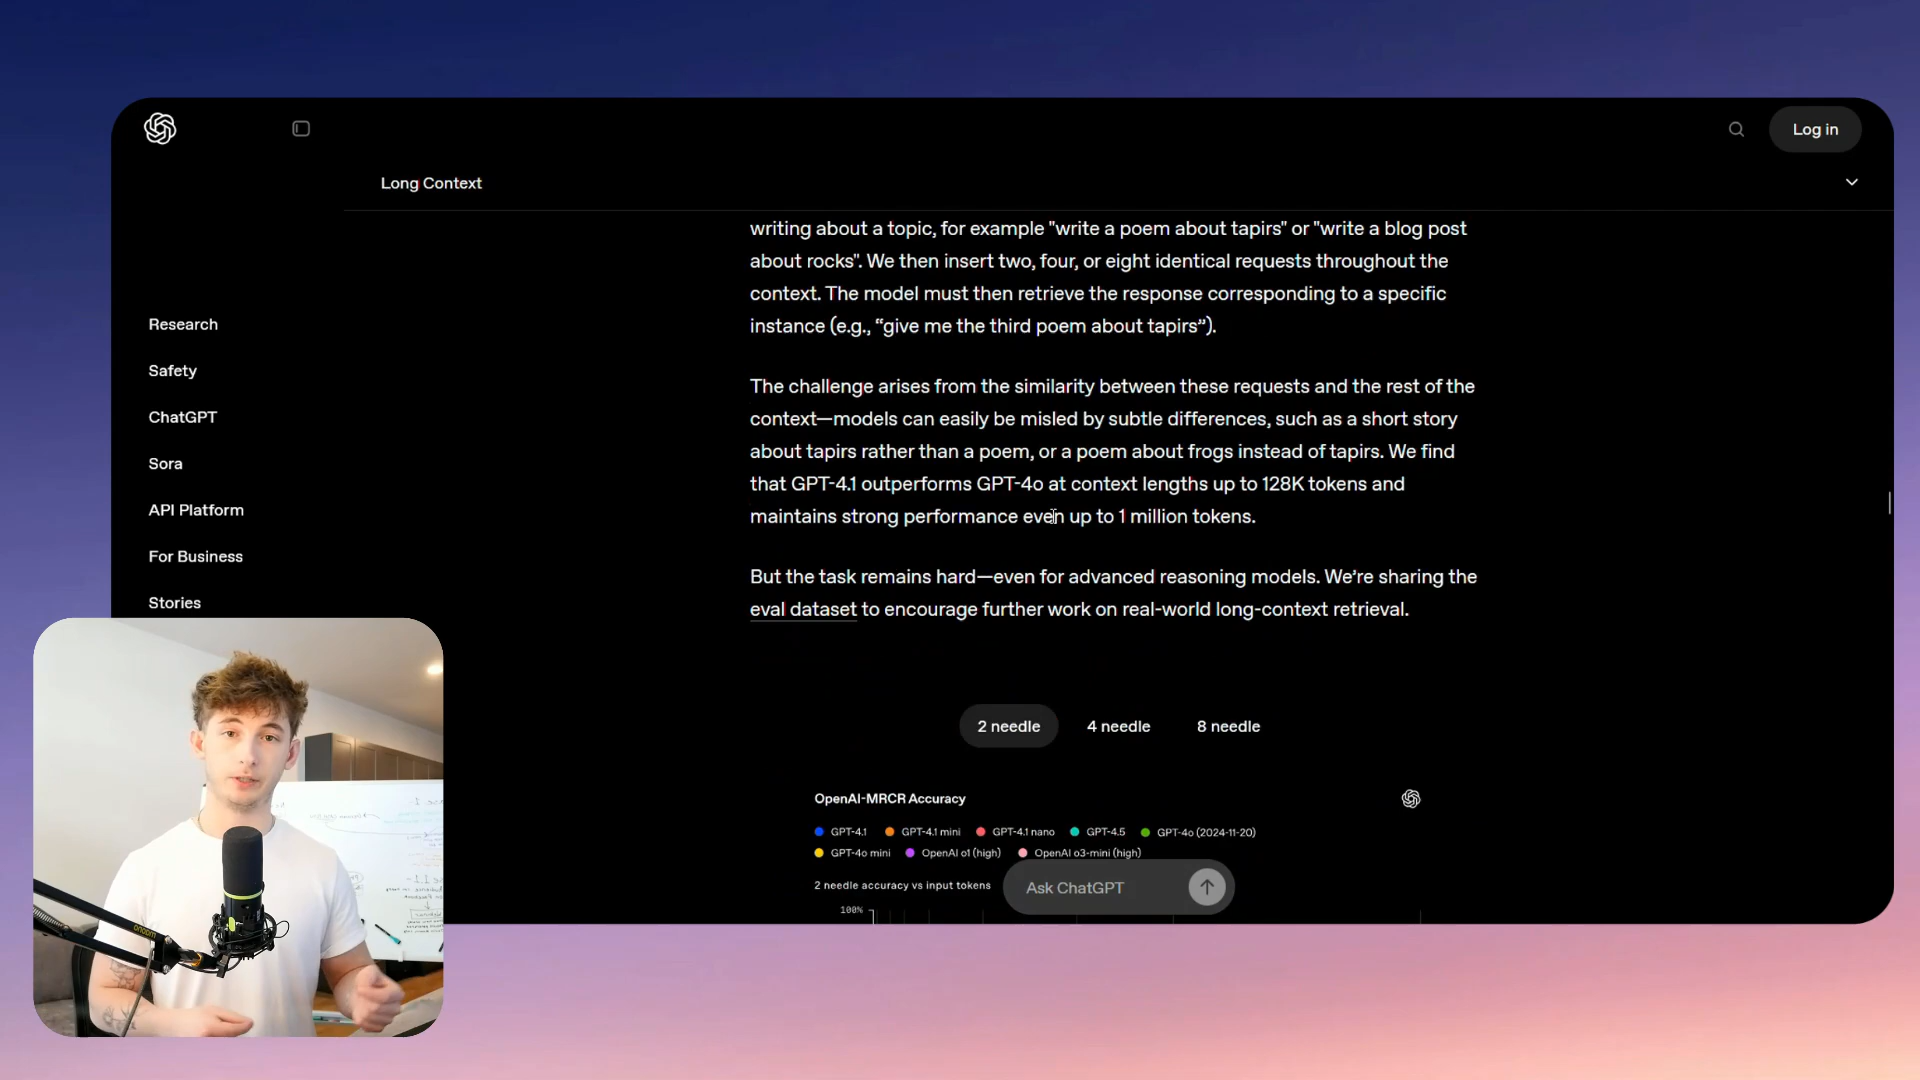 Log in
Long Context
writing about a topic, for example "write a poem about tapirs" or "write a blog post
about rocks". We then insert two, four, or eight identical requests throughout the
context. The model must then retrieve the response corresponding to a specific
instance (e.g., “give me the third poem about tapirs”).
The challenge arises from the similarity between these requests and the rest of the
context—models can easily be misled by subtle differences, such as a short story
about tapirs rather than a poem, or a poem about frogs instead of tapirs. We find
that GPT-4.1 outperforms GPT-4o at context lengths up to 128K tokens and
maintains strong performance even up to 1 million tokens.
But the task remains hard—even for advanced reasoning models. We’re sharing the
eval dataset to encourage further work on real-world long-context retrieval.
Research
Safety
ChatGPT
Sora
API Platform
For Business
Stories
2 needle 4 needle 8 needle
OpenAI-MRCR Accuracy
GPT-4.1 GPT-4.1 mini GPT-4.1 nano GPT-4.5 GPT-4o (2024-11-20)
GPT-4o mini OpenAI o1 (high) OpenAI o3-mini (high)
2 needle accuracy vs input tokens
Ask ChatGPT
100%